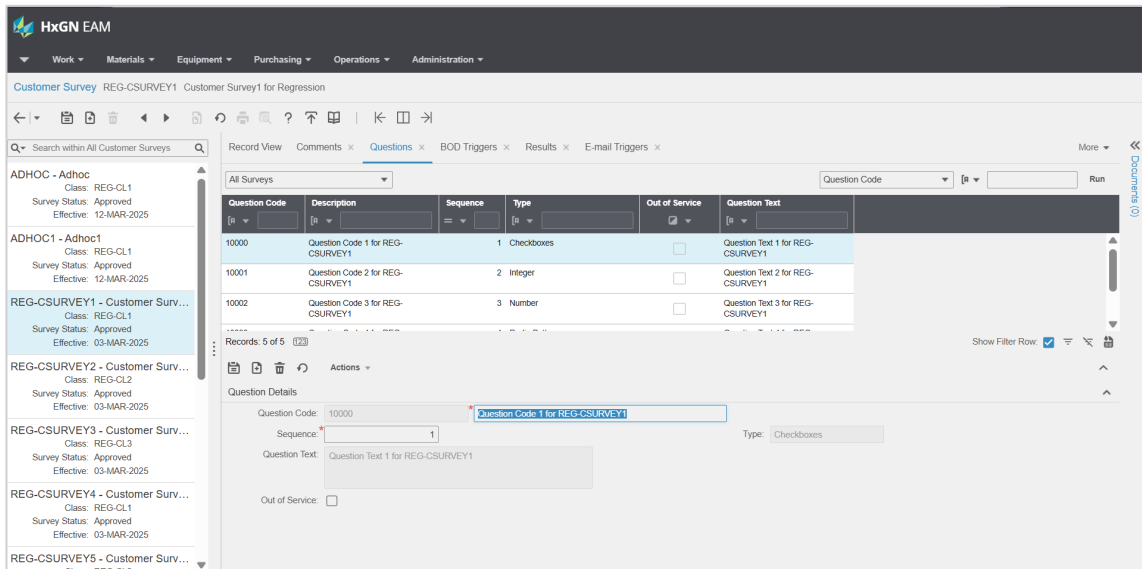 HxGN EAM
Work Materials Equipment Purchasing Operations Administration
Customer Survey REG-CSURVEY1 Customer Survey1 for Regression
Search within All Customer Surveys
ADHOC - Adhoc
Class: REG-CL1
Survey Status: Approved
Effective: 12-MAR-2025
ADHOC1 - Adhoc1
Class: REG-CL1
Survey Status: Approved
Effective: 12-MAR-2025
REG-CSURVEY1 - Customer Surv...
Class: REG-CL1
Survey Status: Approved
Effective: 03-MAR-2025
REG-CSURVEY2 - Customer Surv...
Class: REG-CL2
Survey Status: Approved
Effective: 03-MAR-2025
REG-CSURVEY3 - Customer Surv...
Class: REG-CL3
Survey Status: Approved
Effective: 03-MAR-2025
REG-CSURVEY4 - Customer Surv...
Class: REG-CL1
Survey Status: Approved
Effective: 03-MAR-2025
REG-CSURVEY5 - Customer Surv...
Record View Comments × Questions × BOD Triggers × Results × E-mail Triggers × More
Documents (0)
All Surveys Question Code Run
Question Code Description Sequence Type Out of Service Question Text
10000 Question Code 1 for REG-CSURVEY1 1 Checkboxes Question Text 1 for REG-CSURVEY1
10001 Question Code 2 for REG-CSURVEY1 2 Integer Question Text 2 for REG-CSURVEY1
10002 Question Code 3 for REG-CSURVEY1 3 Number Question Text 3 for REG-CSURVEY1
Records: 5 of 5 123 Show Filter Row:
Actions
Question Details
Question Code: 10000 * Question Code 1 for REG-CSURVEY1
Sequence: * 1 Type: Checkboxes
Question Text: Question Text 1 for REG-CSURVEY1
Out of Service: